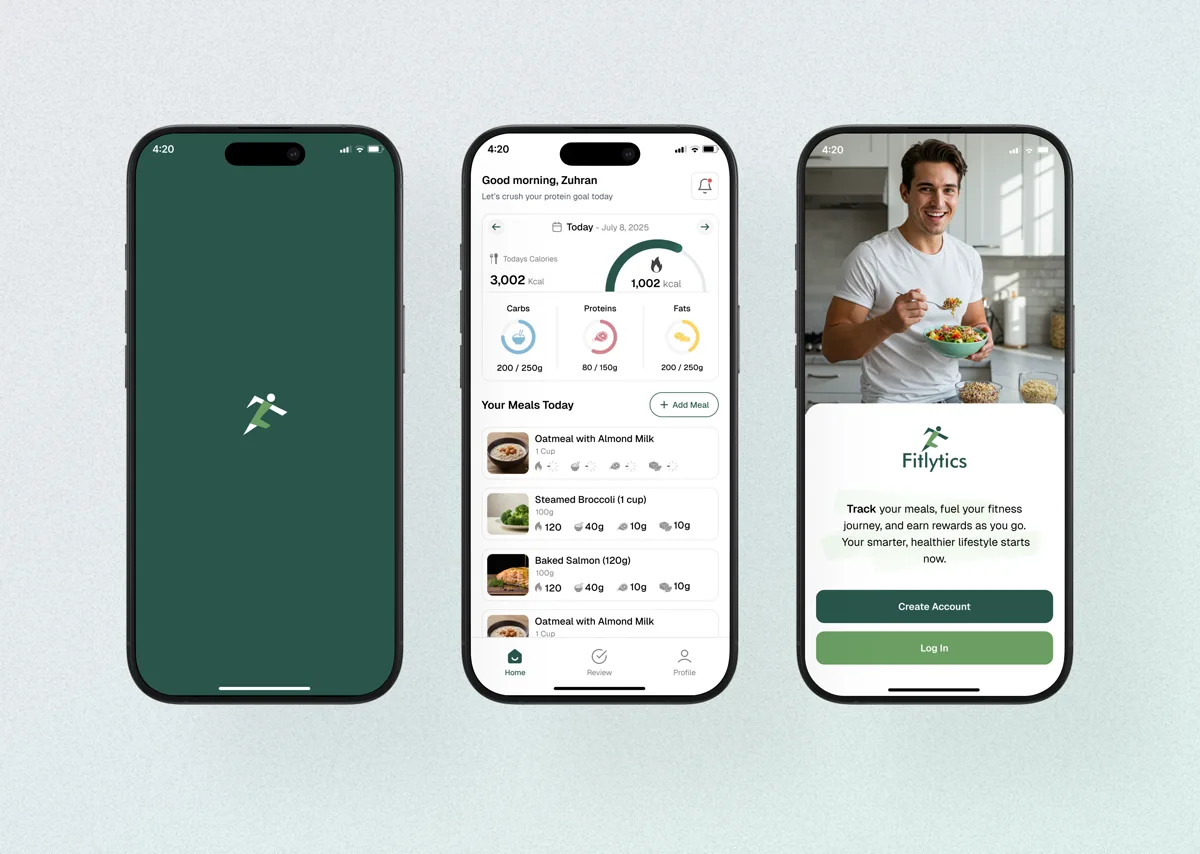 4:20
4:20
Good morning, Zuhran
Let's crush your protein goal today
Today - July 8, 2025
Todays Calories
3,002 Kcal
1,002 kcal
Carbs
Proteins
Fats
200 / 250g
80 / 150g
200 / 250g
Your Meals Today
+ Add Meal
Oatmeal with Almond Milk
1 Cup
- - - -
Steamed Broccoli (1 cup)
100g
120 40g 10g 10g
Baked Salmon (120g)
100g
120 40g 10g 10g
Oatmeal with Almond Milk
1 Cup
Home
Review
Profile
4:20
Fitlytics
Track your meals, fuel your fitness
journey, and earn rewards as you go.
Your smarter, healthier lifestyle starts
now.
Create Account
Log In